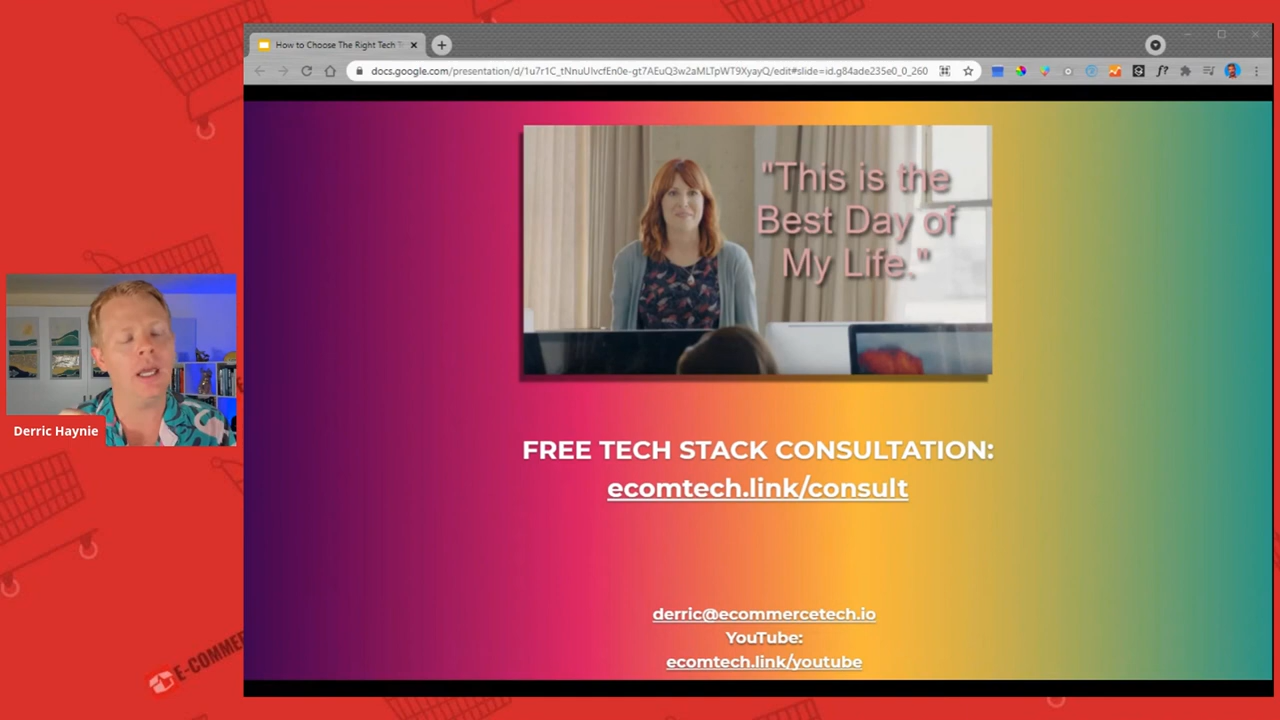 How to Choose The Right Tech
docs.google.com/presentation/d/1u7r1C_tNnuUIvcfEn0e-gt7AEuQ3w2aMLTpWT9XyayQ/edit#slide=id.g84ade235e0_0_260
"This is the
Best Day of
My Life."
Derric Haynie
FREE TECH STACK CONSULTATION:
ecomtech.link/consult
derric@ecommercetech.io
YouTube:
ecomtech.link/youtube
E-COMMER